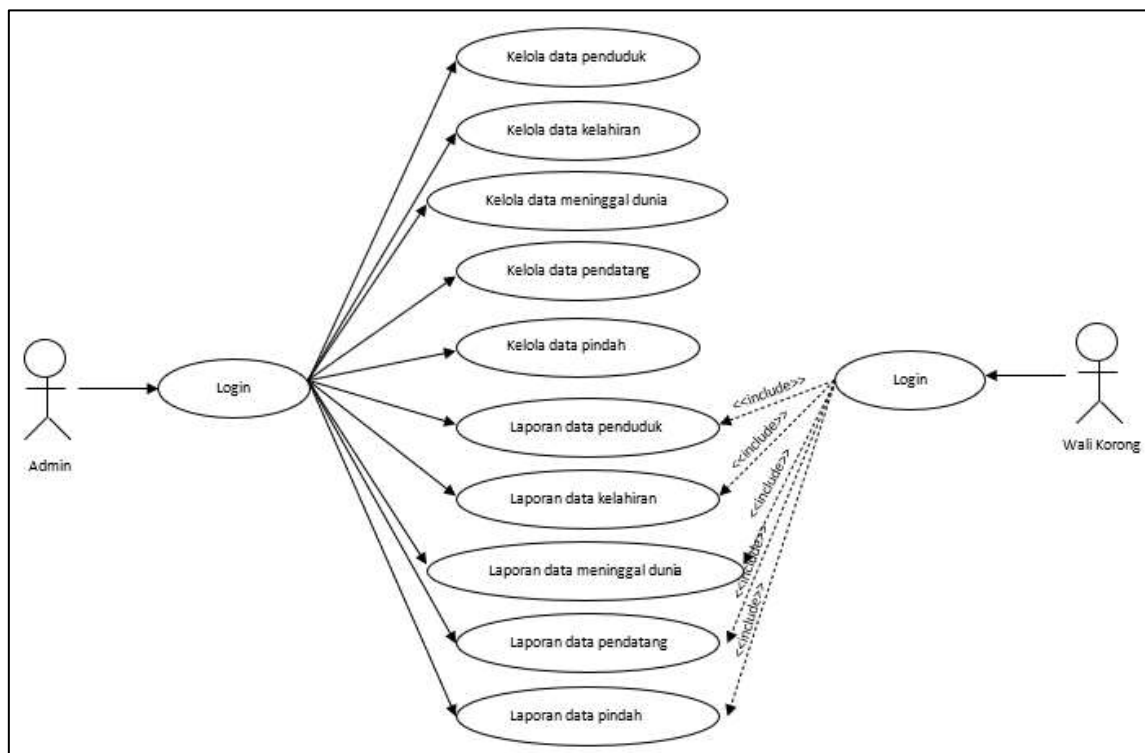 Kelola data penduduk
Kelola data kelahiran
Kelola data meninggal dunia
Kelola data pendatang
Kelola data pindah
Login
Admin
Login
Wali Korong
<<include>>
<<include>>
<<include>>
<<include>>
<<include>>
Laporan data penduduk
Laporan data kelahiran
Laporan data meninggal dunia
Laporan data pendatang
Laporan data pindah